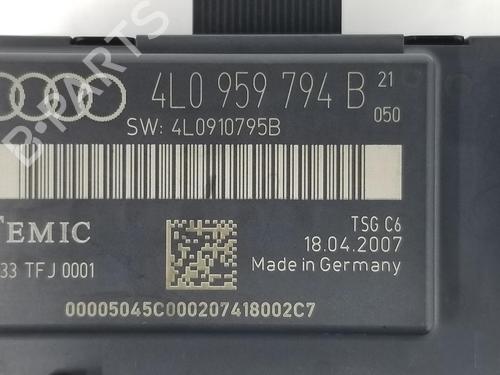 4L0 959 794 B 21
050
SW: 4L0910795B
TEMIC
TSG C6
18.04.2007
33 TFJ 0001
Made in Germany
00005045C000207418002C7
B-PARTS